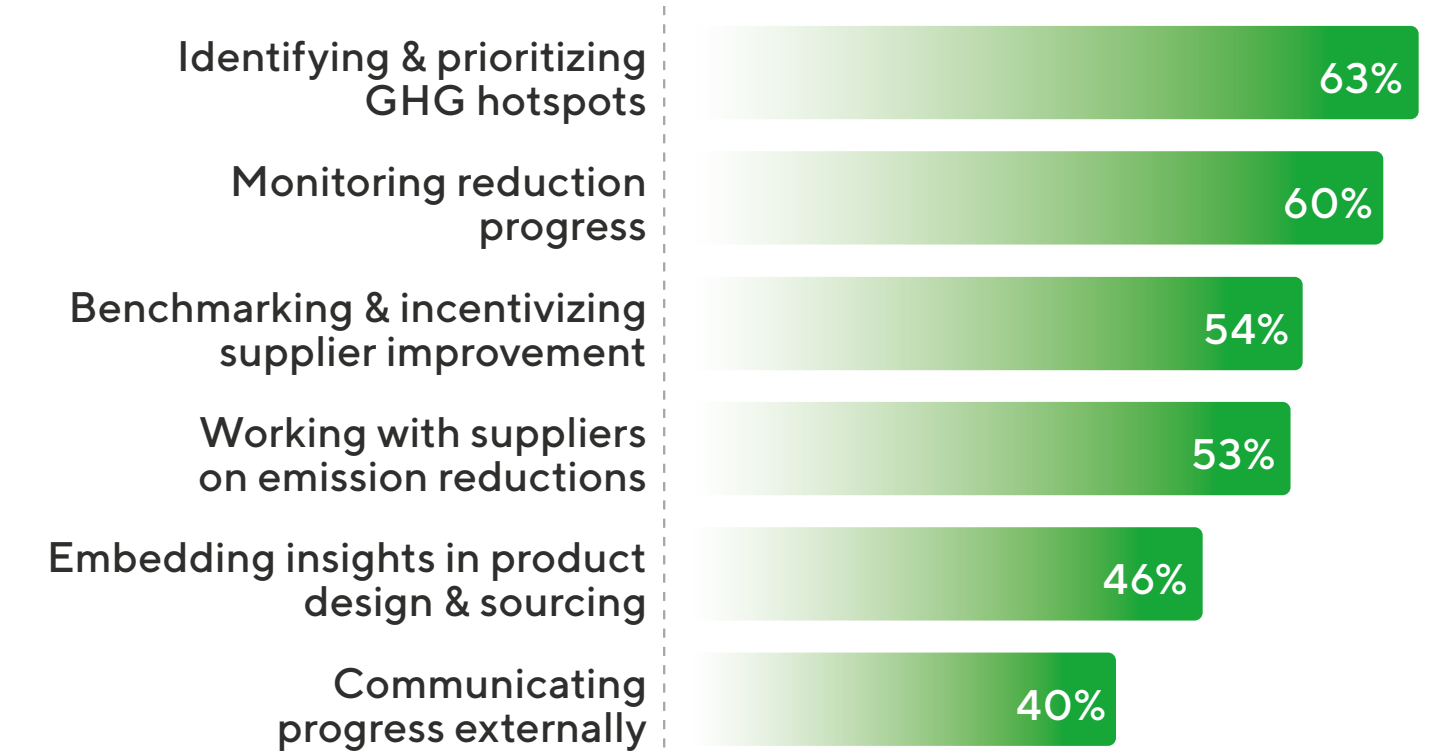 Identifying & prioritizing
GHG hotspots
63%
Monitoring reduction
progress
60%
Benchmarking & incentivizing
supplier improvement
54%
Working with suppliers
on emission reductions
53%
Embedding insights in product
design & sourcing
46%
Communicating
progress externally
40%